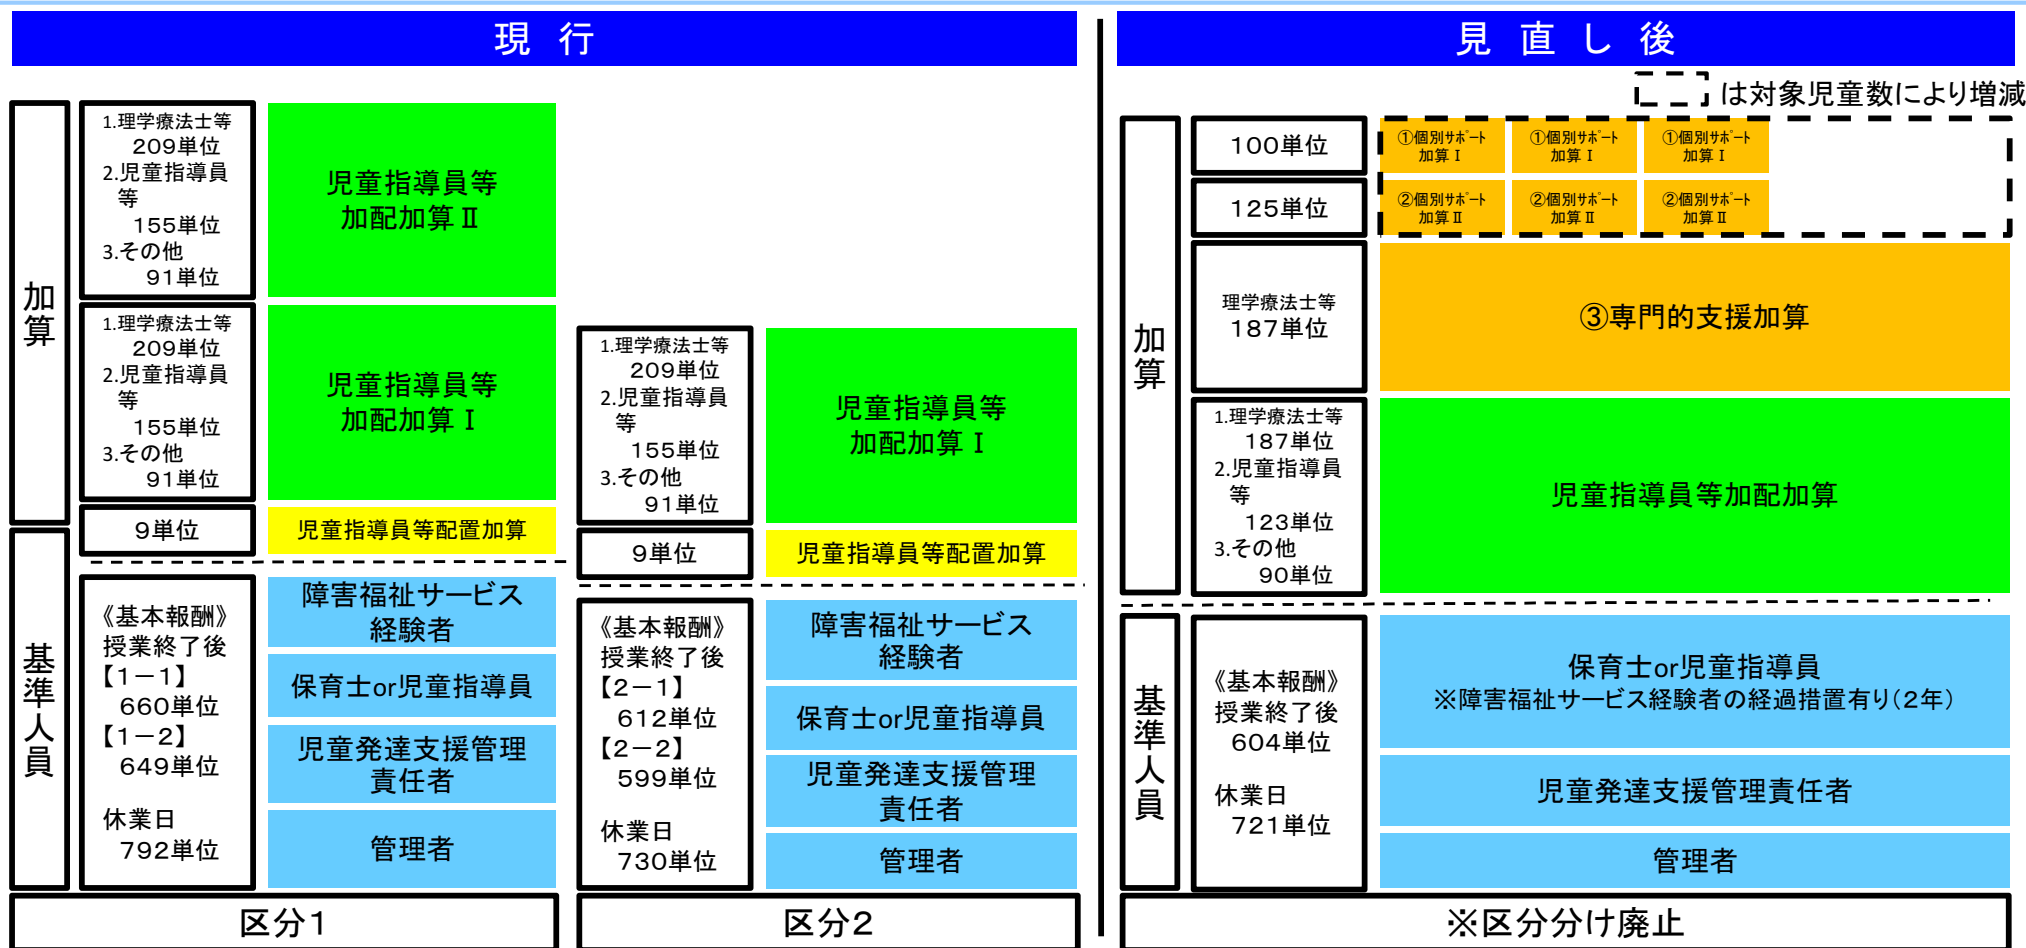 現 行
加算
1.理学療法士等
209単位
2.児童指導員
等
155単位
3.その他
91単位
児童指導員等
加配加算Ⅱ
1.理学療法士等
209単位
2.児童指導員
等
155単位
3.その他
91単位
児童指導員等
加配加算Ⅰ
9単位
児童指導員等配置加算
基準人員
《基本報酬》
授業終了後
【1-1】
660単位
【1-2】
649単位
休業日
792単位
障害福祉サービス
経験者
保育士or児童指導員
児童発達支援管理
責任者
管理者
区分1
1.理学療法士等
209単位
2.児童指導員
等
155単位
3.その他
91単位
児童指導員等
加配加算Ⅰ
9単位
児童指導員等配置加算
《基本報酬》
授業終了後
【2-1】
612単位
【2-2】
599単位
休業日
730単位
障害福祉サービス
経験者
保育士or児童指導員
児童発達支援管理
責任者
管理者
区分2
見 直 し 後
は対象児童数により増減
加算
100単位
①個別サポート
加算Ⅰ
①個別サポート
加算Ⅰ
①個別サポート
加算Ⅰ
125単位
②個別サポート
加算Ⅱ
②個別サポート
加算Ⅱ
②個別サポート
加算Ⅱ
理学療法士等
187単位
③専門的支援加算
1.理学療法士等
187単位
2.児童指導員
等
123単位
3.その他
90単位
児童指導員等加配加算
基準人員
《基本報酬》
授業終了後
604単位
休業日
721単位
保育士or児童指導員
※障害福祉サービス経験者の経過措置有り(2年)
児童発達支援管理責任者
管理者
※区分分け廃止